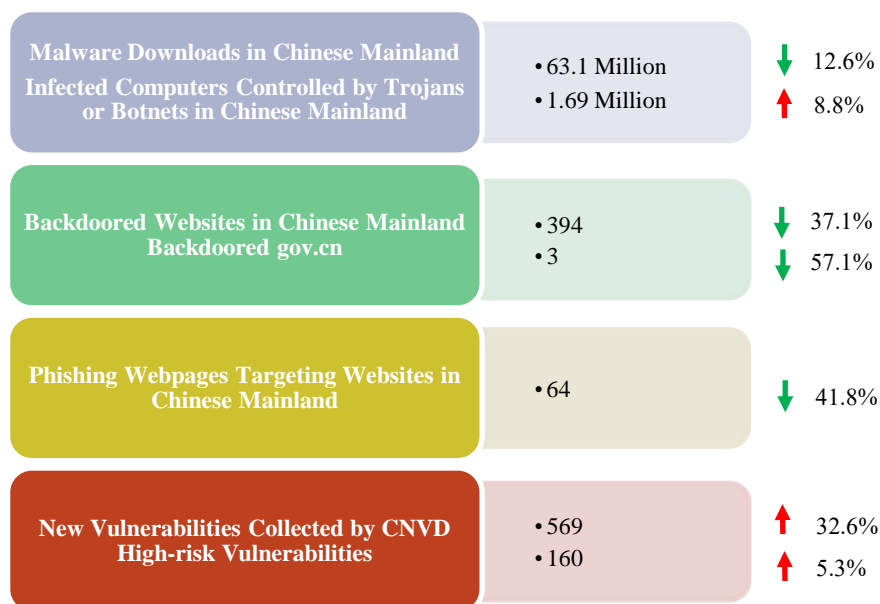 Malware Downloads in Chinese Mainland
Infected Computers Controlled by Trojans
or Botnets in Chinese Mainland
• 63.1 Million
• 1.69 Million
12.6%
8.8%
Backdoored Websites in Chinese Mainland
Backdoored gov.cn
• 394
• 3
37.1%
57.1%
Phishing Webpages Targeting Websites in
Chinese Mainland
• 64
41.8%
New Vulnerabilities Collected by CNVD
High-risk Vulnerabilities
• 569
• 160
32.6%
5.3%